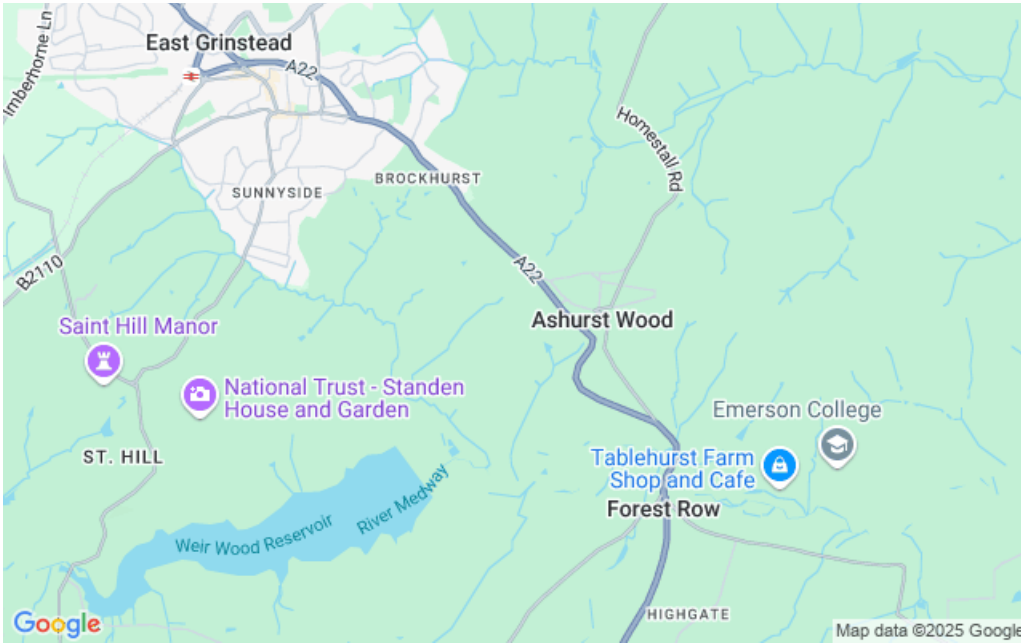 Imberhorne Ln
East Grinstead
A22
Homestall Rd
SUNNYSIDE
BROCKHURST
B2110
A22
Saint Hill Manor
Ashurst Wood
National Trust - Standen
House and Garden
Emerson College
ST. HILL
Tablehurst Farm
Shop and Cafe
River Medway
Forest Row
Weir Wood Reservoir
HIGHGATE
Google
Map data ©2025 Google